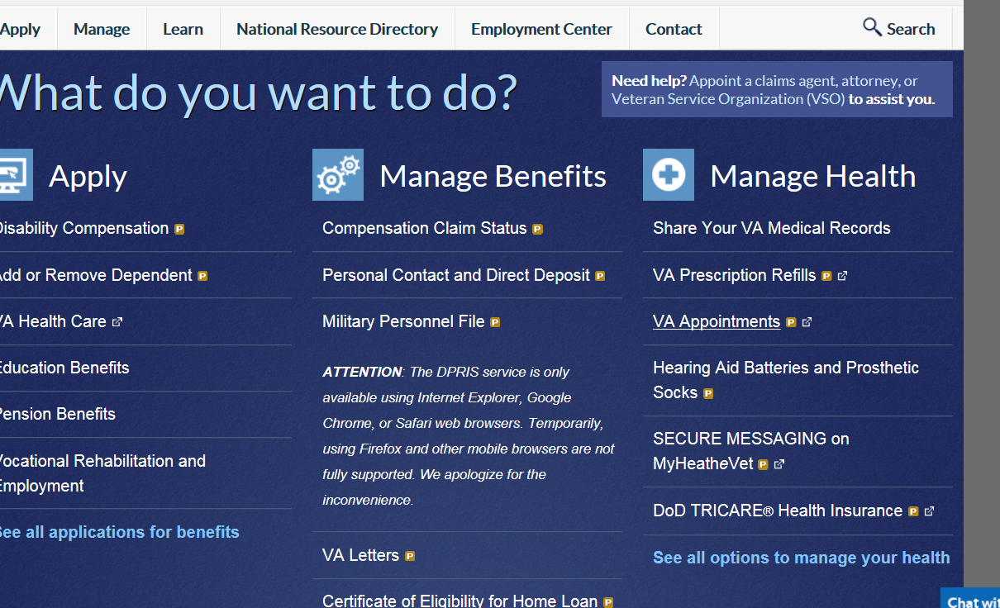 Apply
Manage
Learn
National Resource Directory
Employment Center
Contact
Search
What do you want to do?
Need help? Appoint a claims agent, attorney, or
Veteran Service Organization (VSO) to assist you.
Apply
Disability Compensation P
Add or Remove Dependent P
VA Health Care
Education Benefits
Pension Benefits
Vocational Rehabilitation and
Employment
See all applications for benefits
Manage Benefits
Compensation Claim Status P
Personal Contact and Direct Deposit P
Military Personnel File P
ATTENTION: The DPRIS service is only
available using Internet Explorer, Google
Chrome, or Safari web browsers. Temporarily,
using Firefox and other mobile browsers are not
fully supported. We apologize for the
inconvenience.
VA Letters P
Certificate of Eligibility for Home Loan P
Manage Health
Share Your VA Medical Records
VA Prescription Refills P
VA Appointments P
Hearing Aid Batteries and Prosthetic
Socks P
SECURE MESSAGING on
MyHeatheVet P
DoD TRICARE® Health Insurance P
See all options to manage your health
Chat wit